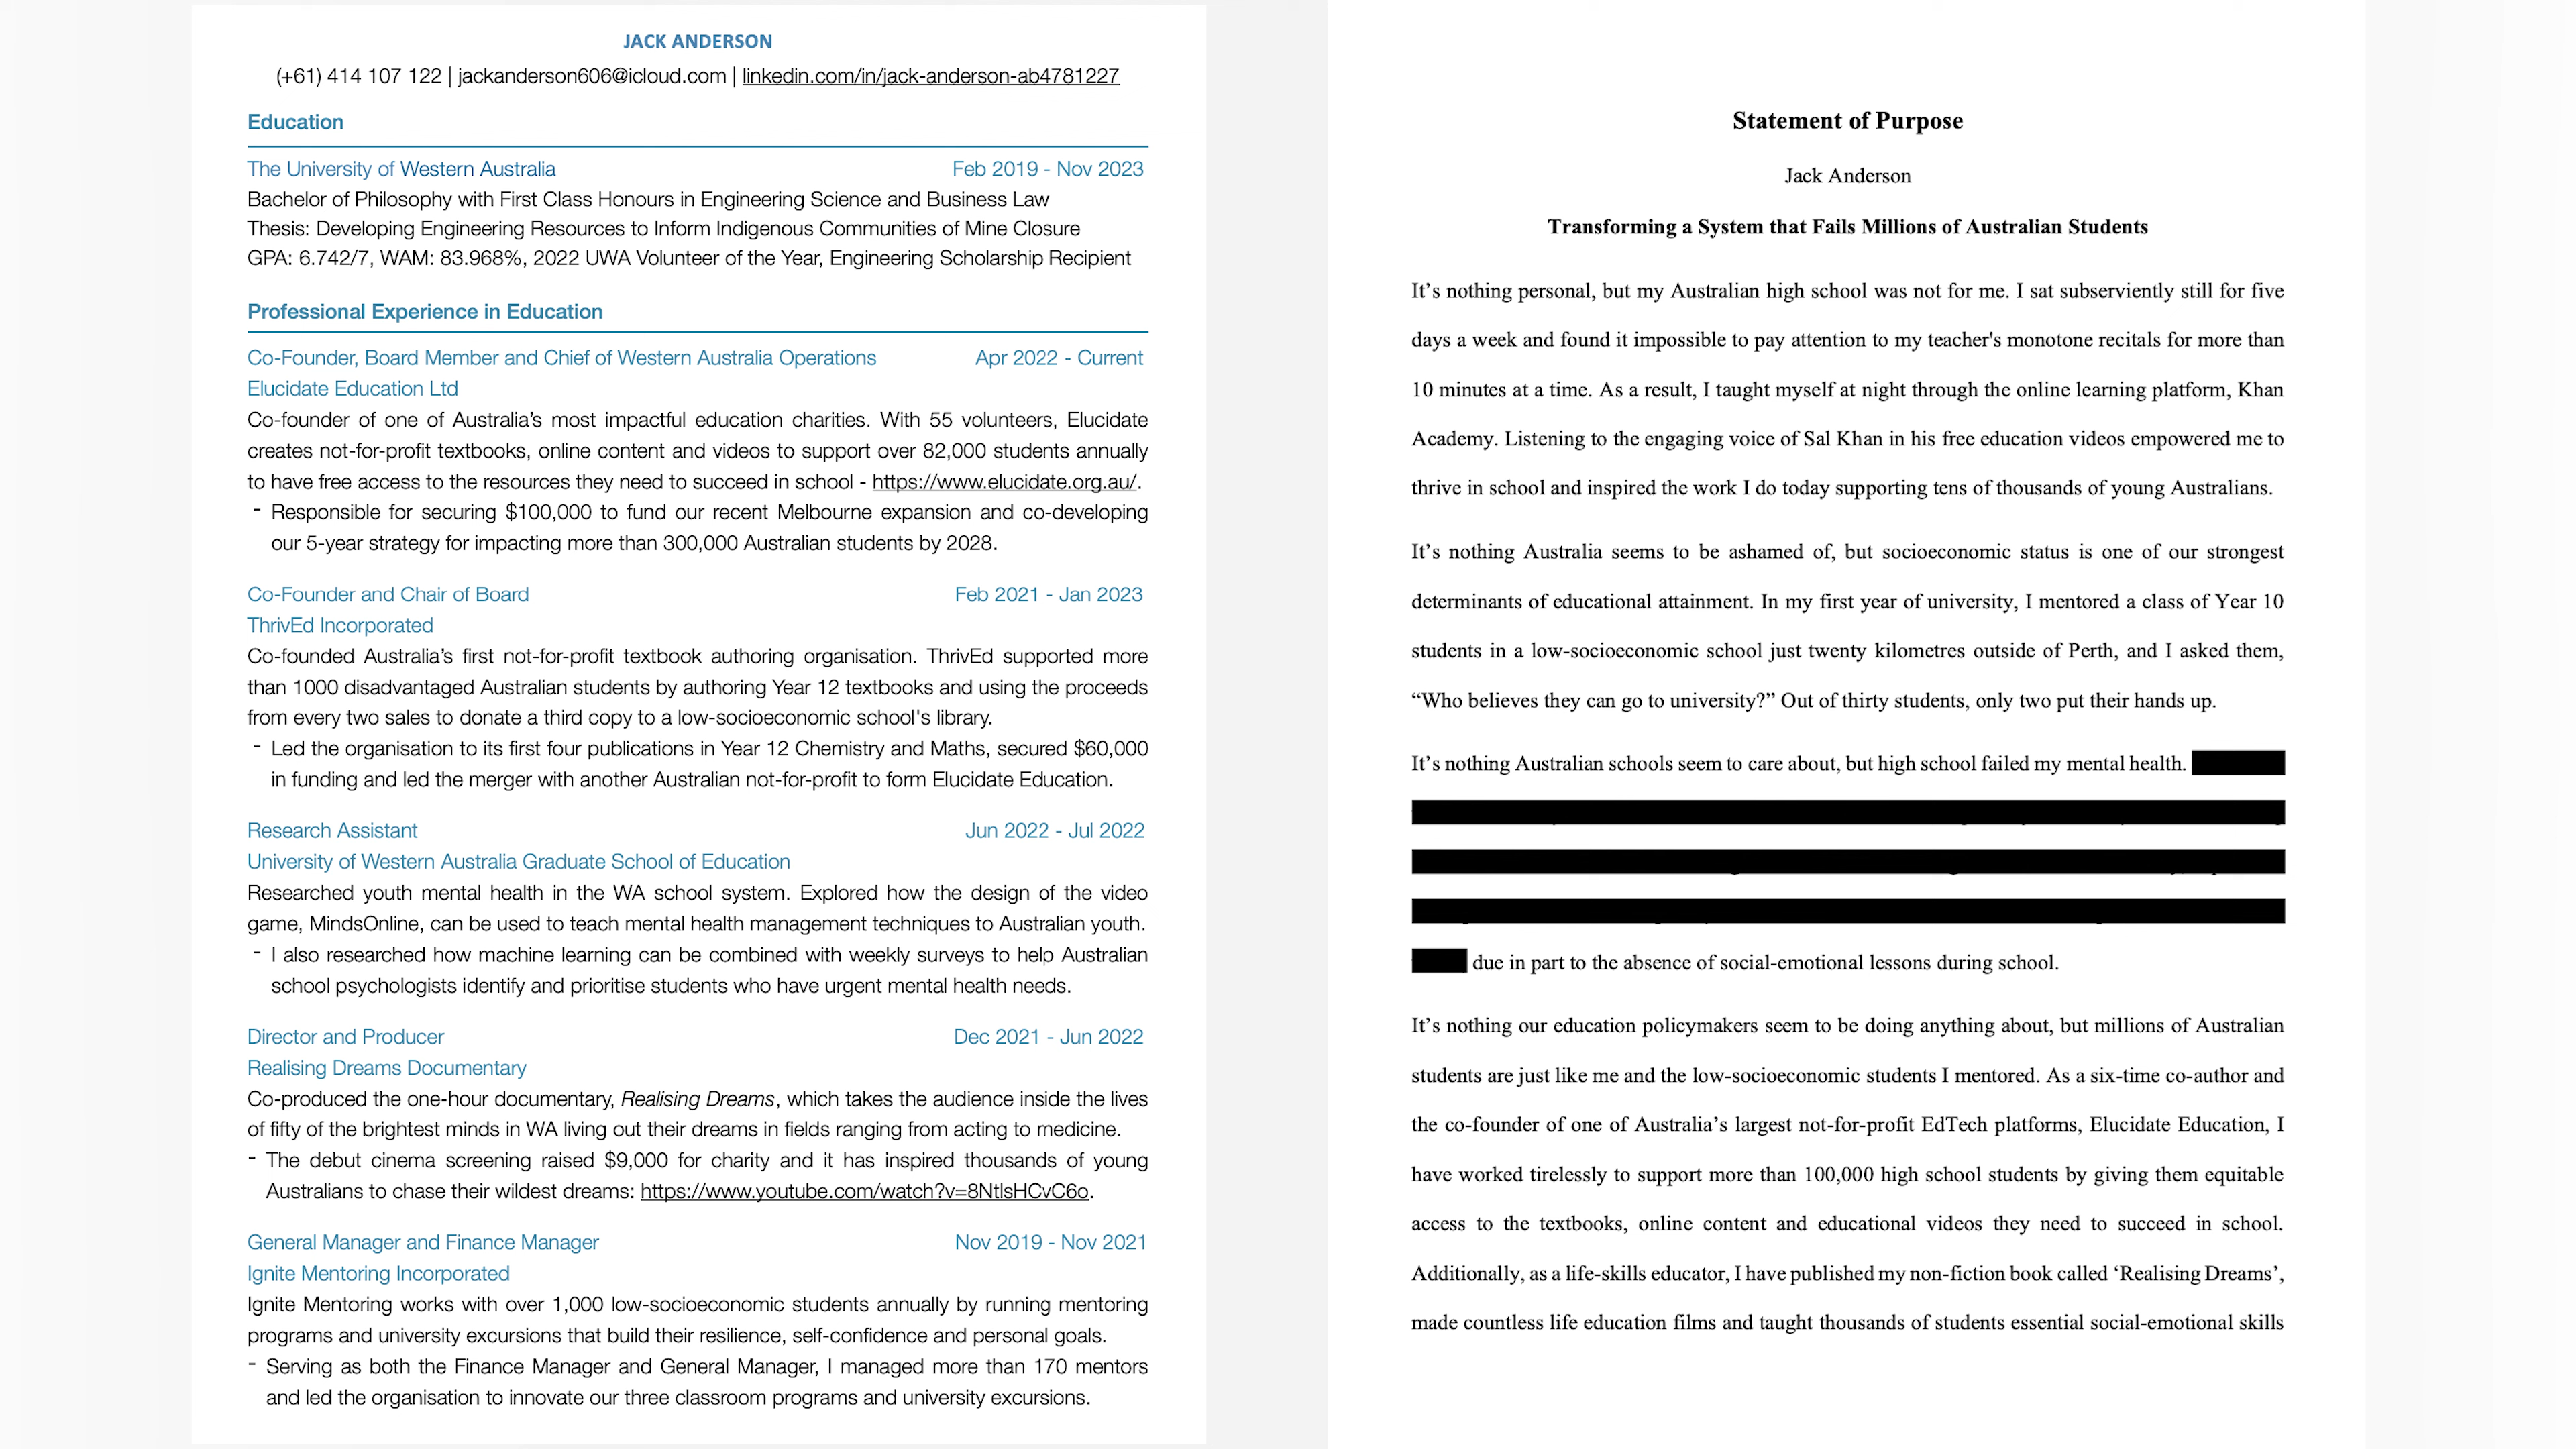 JACK ANDERSON
(+61) 414 107 122 | jackanderson606@icloud.com | linkedin.com/in/jack-anderson-ab4781227
Education
The University of Western Australia Feb 2019 - Nov 2023
Bachelor of Philosophy with First Class Honours in Engineering Science and Business Law
Thesis: Developing Engineering Resources to Inform Indigenous Communities of Mine Closure
GPA: 6.742/7, WAM: 83.968%, 2022 UWA Volunteer of the Year, Engineering Scholarship Recipient
Professional Experience in Education
Co-Founder, Board Member and Chief of Western Australia Operations Apr 2022 - Current
Elucidate Education Ltd
Co-founder of one of Australia's most impactful education charities. With 55 volunteers, Elucidate
creates not-for-profit textbooks, online content and videos to support over 82,000 students annually
to have free access to the resources they need to succeed in school - https://www.elucidate.org.au/.
- Responsible for securing $100,000 to fund our recent Melbourne expansion and co-developing
our 5-year strategy for impacting more than 300,000 Australian students by 2028.
Co-Founder and Chair of Board Feb 2021 - Jan 2023
ThrivEd Incorporated
Co-founded Australia's first not-for-profit textbook authoring organisation. ThrivEd supported more
than 1000 disadvantaged Australian students by authoring Year 12 textbooks and using the proceeds
from every two sales to donate a third copy to a low-socioeconomic school's library.
- Led the organisation to its first four publications in Year 12 Chemistry and Maths, secured $60,000
in funding and led the merger with another Australian not-for-profit to form Elucidate Education.
Research Assistant Jun 2022 - Jul 2022
University of Western Australia Graduate School of Education
Researched youth mental health in the WA school system. Explored how the design of the video
game, MindsOnline, can be used to teach mental health management techniques to Australian youth.
- I also researched how machine learning can be combined with weekly surveys to help Australian
school psychologists identify and prioritise students who have urgent mental health needs.
Director and Producer Dec 2021 - Jun 2022
Realising Dreams Documentary
Co-produced the one-hour documentary, Realising Dreams, which takes the audience inside the lives
of fifty of the brightest minds in WA living out their dreams in fields ranging from acting to medicine.
- The debut cinema screening raised $9,000 for charity and it has inspired thousands of young
Australians to chase their wildest dreams: https://www.youtube.com/watch?v=8NtlsHCvC6o.
General Manager and Finance Manager Nov 2019 - Nov 2021
Ignite Mentoring Incorporated
Ignite Mentoring works with over 1,000 low-socioeconomic students annually by running mentoring
programs and university excursions that build their resilience, self-confidence and personal goals.
- Serving as both the Finance Manager and General Manager, I managed more than 170 mentors
and led the organisation to innovate our three classroom programs and university excursions.
Statement of Purpose
Jack Anderson
Transforming a System that Fails Millions of Australian Students
It's nothing personal, but my Australian high school was not for me. I sat subserviently still for five
days a week and found it impossible to pay attention to my teacher's monotone recitals for more than
10 minutes at a time. As a result, I taught myself at night through the online learning platform, Khan
Academy. Listening to the engaging voice of Sal Khan in his free education videos empowered me to
thrive in school and inspired the work I do today supporting tens of thousands of young Australians.
It's nothing Australia seems to be ashamed of, but socioeconomic status is one of our strongest
determinants of educational attainment. In my first year of university, I mentored a class of Year 10
students in a low-socioeconomic school just twenty kilometres outside of Perth, and I asked them,
“Who believes they can go to university?” Out of thirty students, only two put their hands up.
It's nothing Australian schools seem to care about, but high school failed my mental health.
due in part to the absence of social-emotional lessons during school.
It's nothing our education policymakers seem to be doing anything about, but millions of Australian
students are just like me and the low-socioeconomic students I mentored. As a six-time co-author and
the co-founder of one of Australia's largest not-for-profit EdTech platforms, Elucidate Education, I
have worked tirelessly to support more than 100,000 high school students by giving them equitable
access to the textbooks, online content and educational videos they need to succeed in school.
Additionally, as a life-skills educator, I have published my non-fiction book called ‘Realising Dreams’,
made countless life education films and taught thousands of students essential social-emotional skills